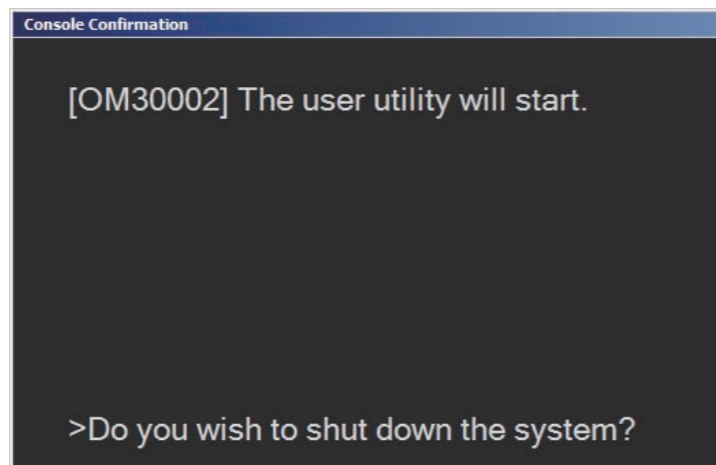 Console Confirmation
[OM30002] The user utility will start.
>Do you wish to shut down the system?